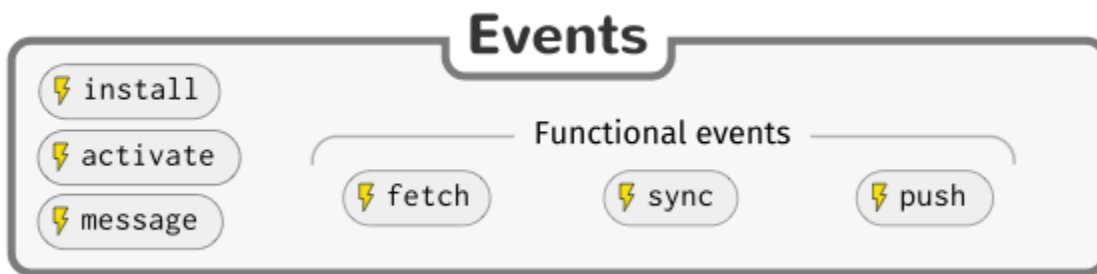 Events
install
activate
message
Functional events
fetch
sync
push